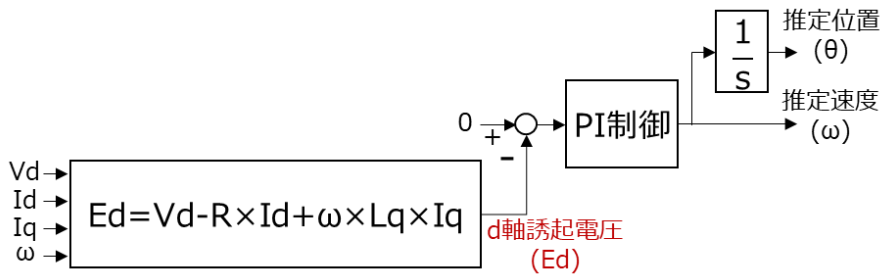 推定位置
(θ)
1
s
推定速度
(ω)
0
+
-
PI制御
Vd
Id
Iq
ω
Ed=Vd-R×Id+ω×Lq×Iq
d軸誘起電圧
(Ed)